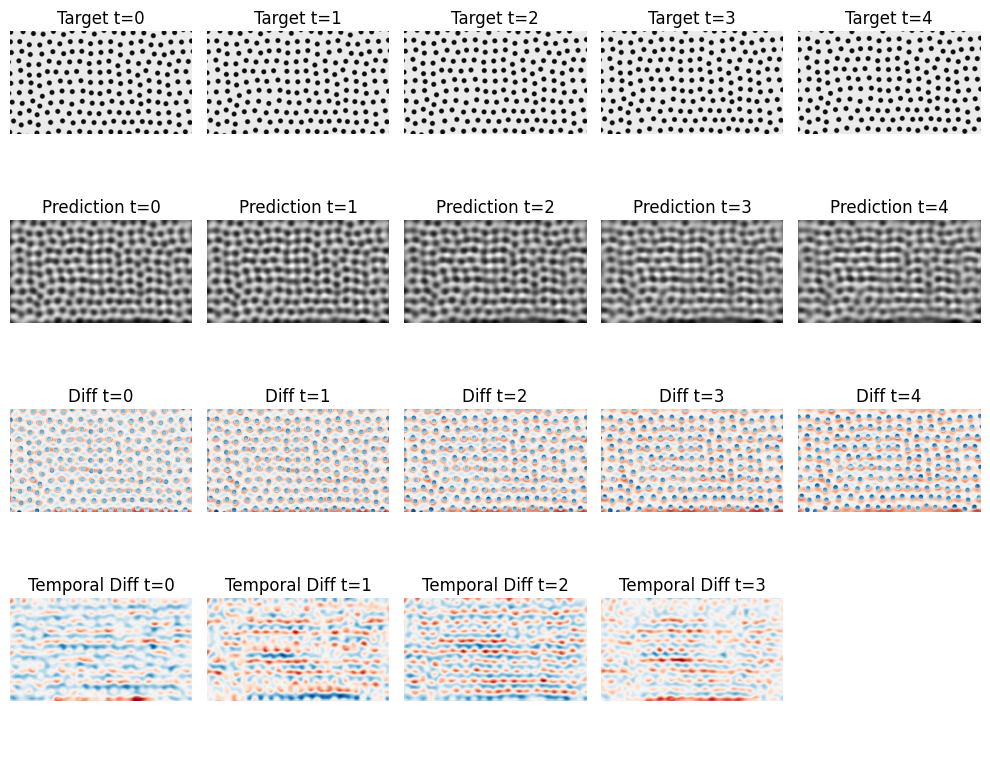 Target t=0 Target t=1 Target t=2 Target t=3 Target t=4
Prediction t=0 Prediction t=1 Prediction t=2 Prediction t=3 Prediction t=4
Diff t=0 Diff t=1 Diff t=2 Diff t=3 Diff t=4
Temporal Diff t=0 Temporal Diff t=1 Temporal Diff t=2 Temporal Diff t=3